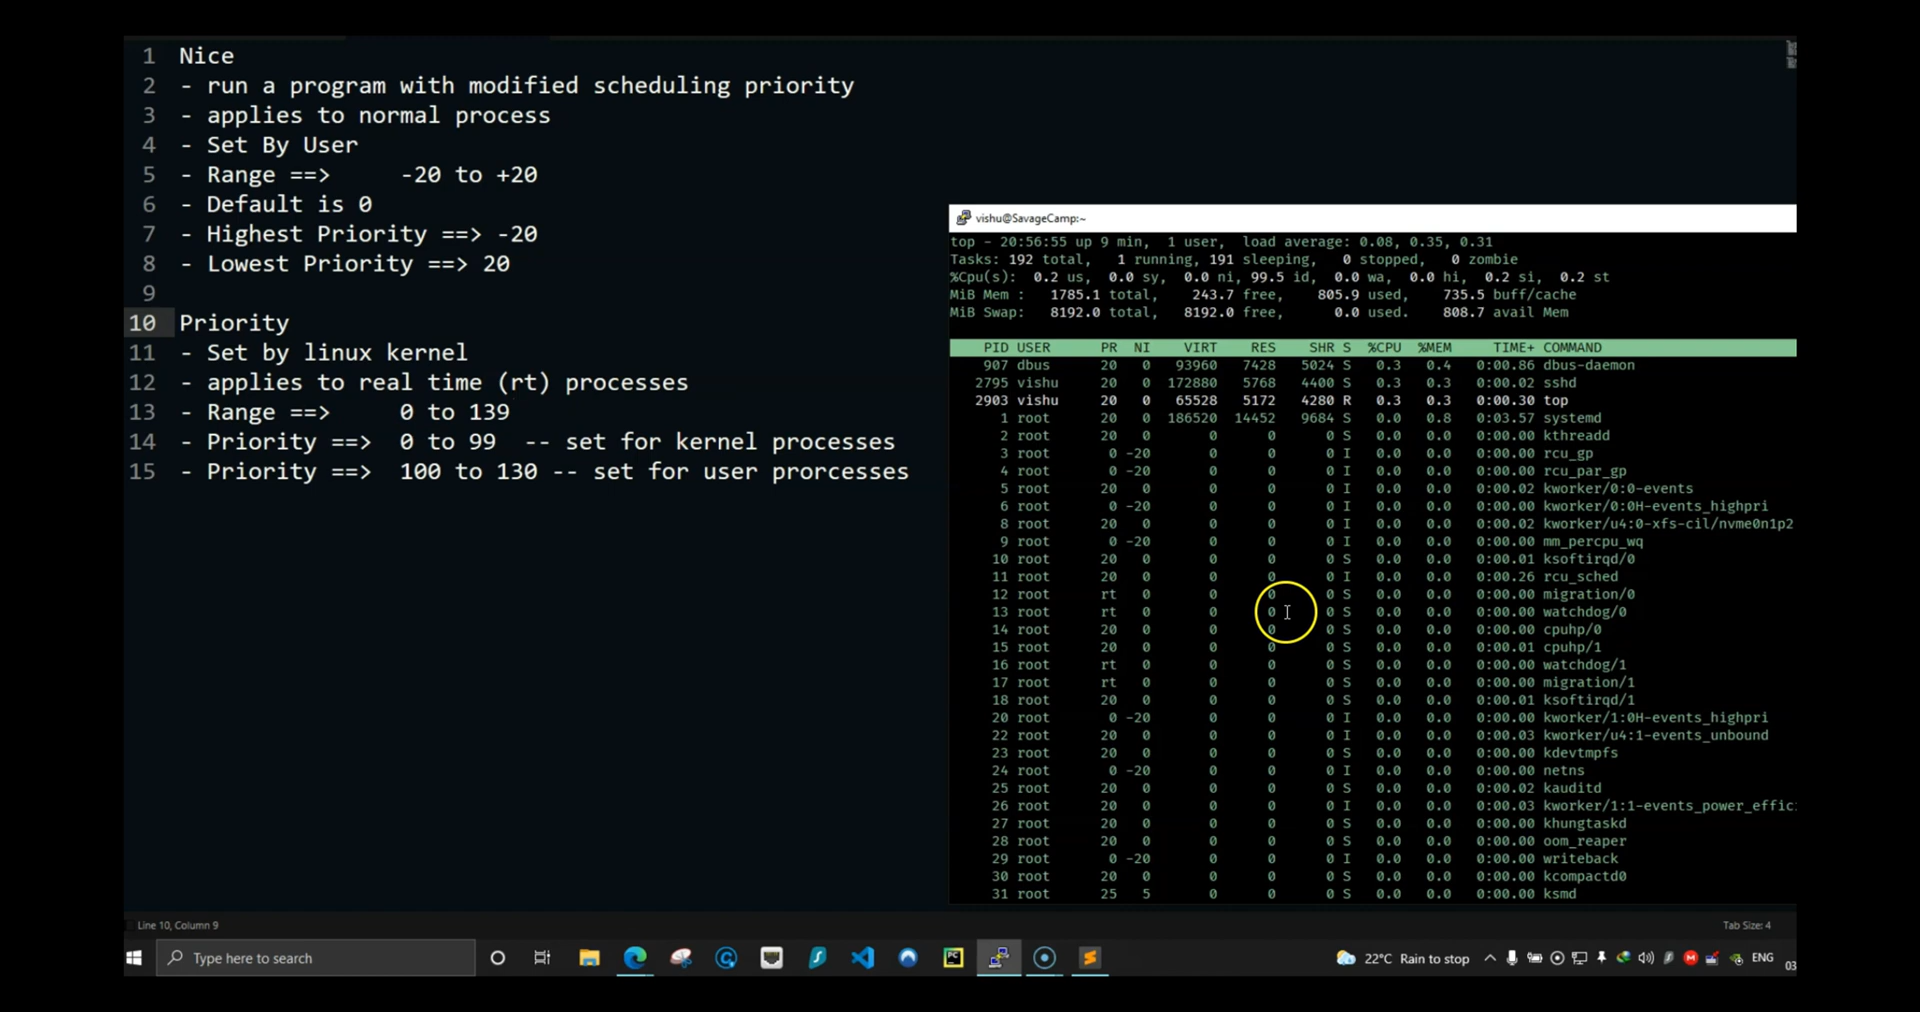 1 Nice
2 - run a program with modified scheduling priority
3 - applies to normal process
4 - Set By User
5 - Range ==> -20 to +20
6 - Default is 0
7 - Highest Priority ==> -20
8 - Lowest Priority ==> 20
9
10 Priority
11 - Set by linux kernel
12 - applies to real time (rt) processes
13 - Range ==> 0 to 139
14 - Priority ==> 0 to 99 -- set for kernel processes
15 - Priority ==> 100 to 130 -- set for user prorcesses
vishu@SavageCamp:~
top - 20:56:55 up 9 min, 1 user, load average: 0.08, 0.35, 0.31
Tasks: 192 total, 1 running, 191 sleeping, 0 stopped, 0 zombie
%Cpu(s): 0.2 us, 0.0 sy, 0.0 ni, 99.5 id, 0.0 wa, 0.0 hi, 0.2 si, 0.2 st
MiB Mem : 1785.1 total, 243.7 free, 805.9 used, 735.5 buff/cache
MiB Swap: 8192.0 total, 8192.0 free, 0.0 used. 808.7 avail Mem
PID USER PR NI VIRT RES SHR S %CPU %MEM TIME+ COMMAND
907 dbus 20 0 93960 7428 5024 S 0.3 0.4 0:00.86 dbus-daemon
2795 vishu 20 0 172880 5768 4400 S 0.3 0.3 0:00.02 sshd
2903 vishu 20 0 65528 5172 4280 R 0.3 0.3 0:00.30 top
1 root 20 0 186520 14452 9684 S 0.0 0.8 0:03.57 systemd
2 root 20 0 0 0 0 S 0.0 0.0 0:00.00 kthreadd
3 root 0 -20 0 0 0 I 0.0 0.0 0:00.00 rcu_gp
4 root 0 -20 0 0 0 I 0.0 0.0 0:00.00 rcu_par_gp
5 root 20 0 0 0 0 I 0.0 0.0 0:00.02 kworker/0:0-events
6 root 0 -20 0 0 0 I 0.0 0.0 0:00.00 kworker/0:0H-events_highpri
8 root 20 0 0 0 0 I 0.0 0.0 0:00.02 kworker/u4:0-xfs-cil/nvme0n1p2
9 root 0 -20 0 0 0 I 0.0 0.0 0:00.00 mm_percpu_wq
10 root 20 0 0 0 0 S 0.0 0.0 0:00.01 ksoftirqd/0
11 root 20 0 0 0 0 I 0.0 0.0 0:00.26 rcu_sched
12 root rt 0 0 0 0 S 0.0 0.0 0:00.00 migration/0
13 root rt 0 0 0 0 S 0.0 0.0 0:00.00 watchdog/0
14 root 20 0 0 0 0 S 0.0 0.0 0:00.00 cpuhp/0
15 root 20 0 0 0 0 S 0.0 0.0 0:00.01 cpuhp/1
16 root rt 0 0 0 0 S 0.0 0.0 0:00.00 watchdog/1
17 root rt 0 0 0 0 S 0.0 0.0 0:00.00 migration/1
18 root 20 0 0 0 0 S 0.0 0.0 0:00.01 ksoftirqd/1
20 root 0 -20 0 0 0 I 0.0 0.0 0:00.00 kworker/1:0H-events_highpri
22 root 20 0 0 0 0 I 0.0 0.0 0:00.03 kworker/u4:1-events_unbound
23 root 20 0 0 0 0 S 0.0 0.0 0:00.00 kdevtmpfs
24 root 0 -20 0 0 0 I 0.0 0.0 0:00.00 netns
25 root 20 0 0 0 0 S 0.0 0.0 0:00.02 kauditd
26 root 20 0 0 0 0 I 0.0 0.0 0:00.03 kworker/1:1-events_power_effic
27 root 20 0 0 0 0 S 0.0 0.0 0:00.00 khungtaskd
28 root 20 0 0 0 0 S 0.0 0.0 0:00.00 oom_reaper
29 root 0 -20 0 0 0 I 0.0 0.0 0:00.00 writeback
30 root 20 0 0 0 0 S 0.0 0.0 0:00.00 kcompactd0
31 root 25 5 0 0 0 S 0.0 0.0 0:00.00 ksmd
Line 10, Column 9
Tab Size: 4
Type here to search
PC
22°C Rain to stop
ENG
03